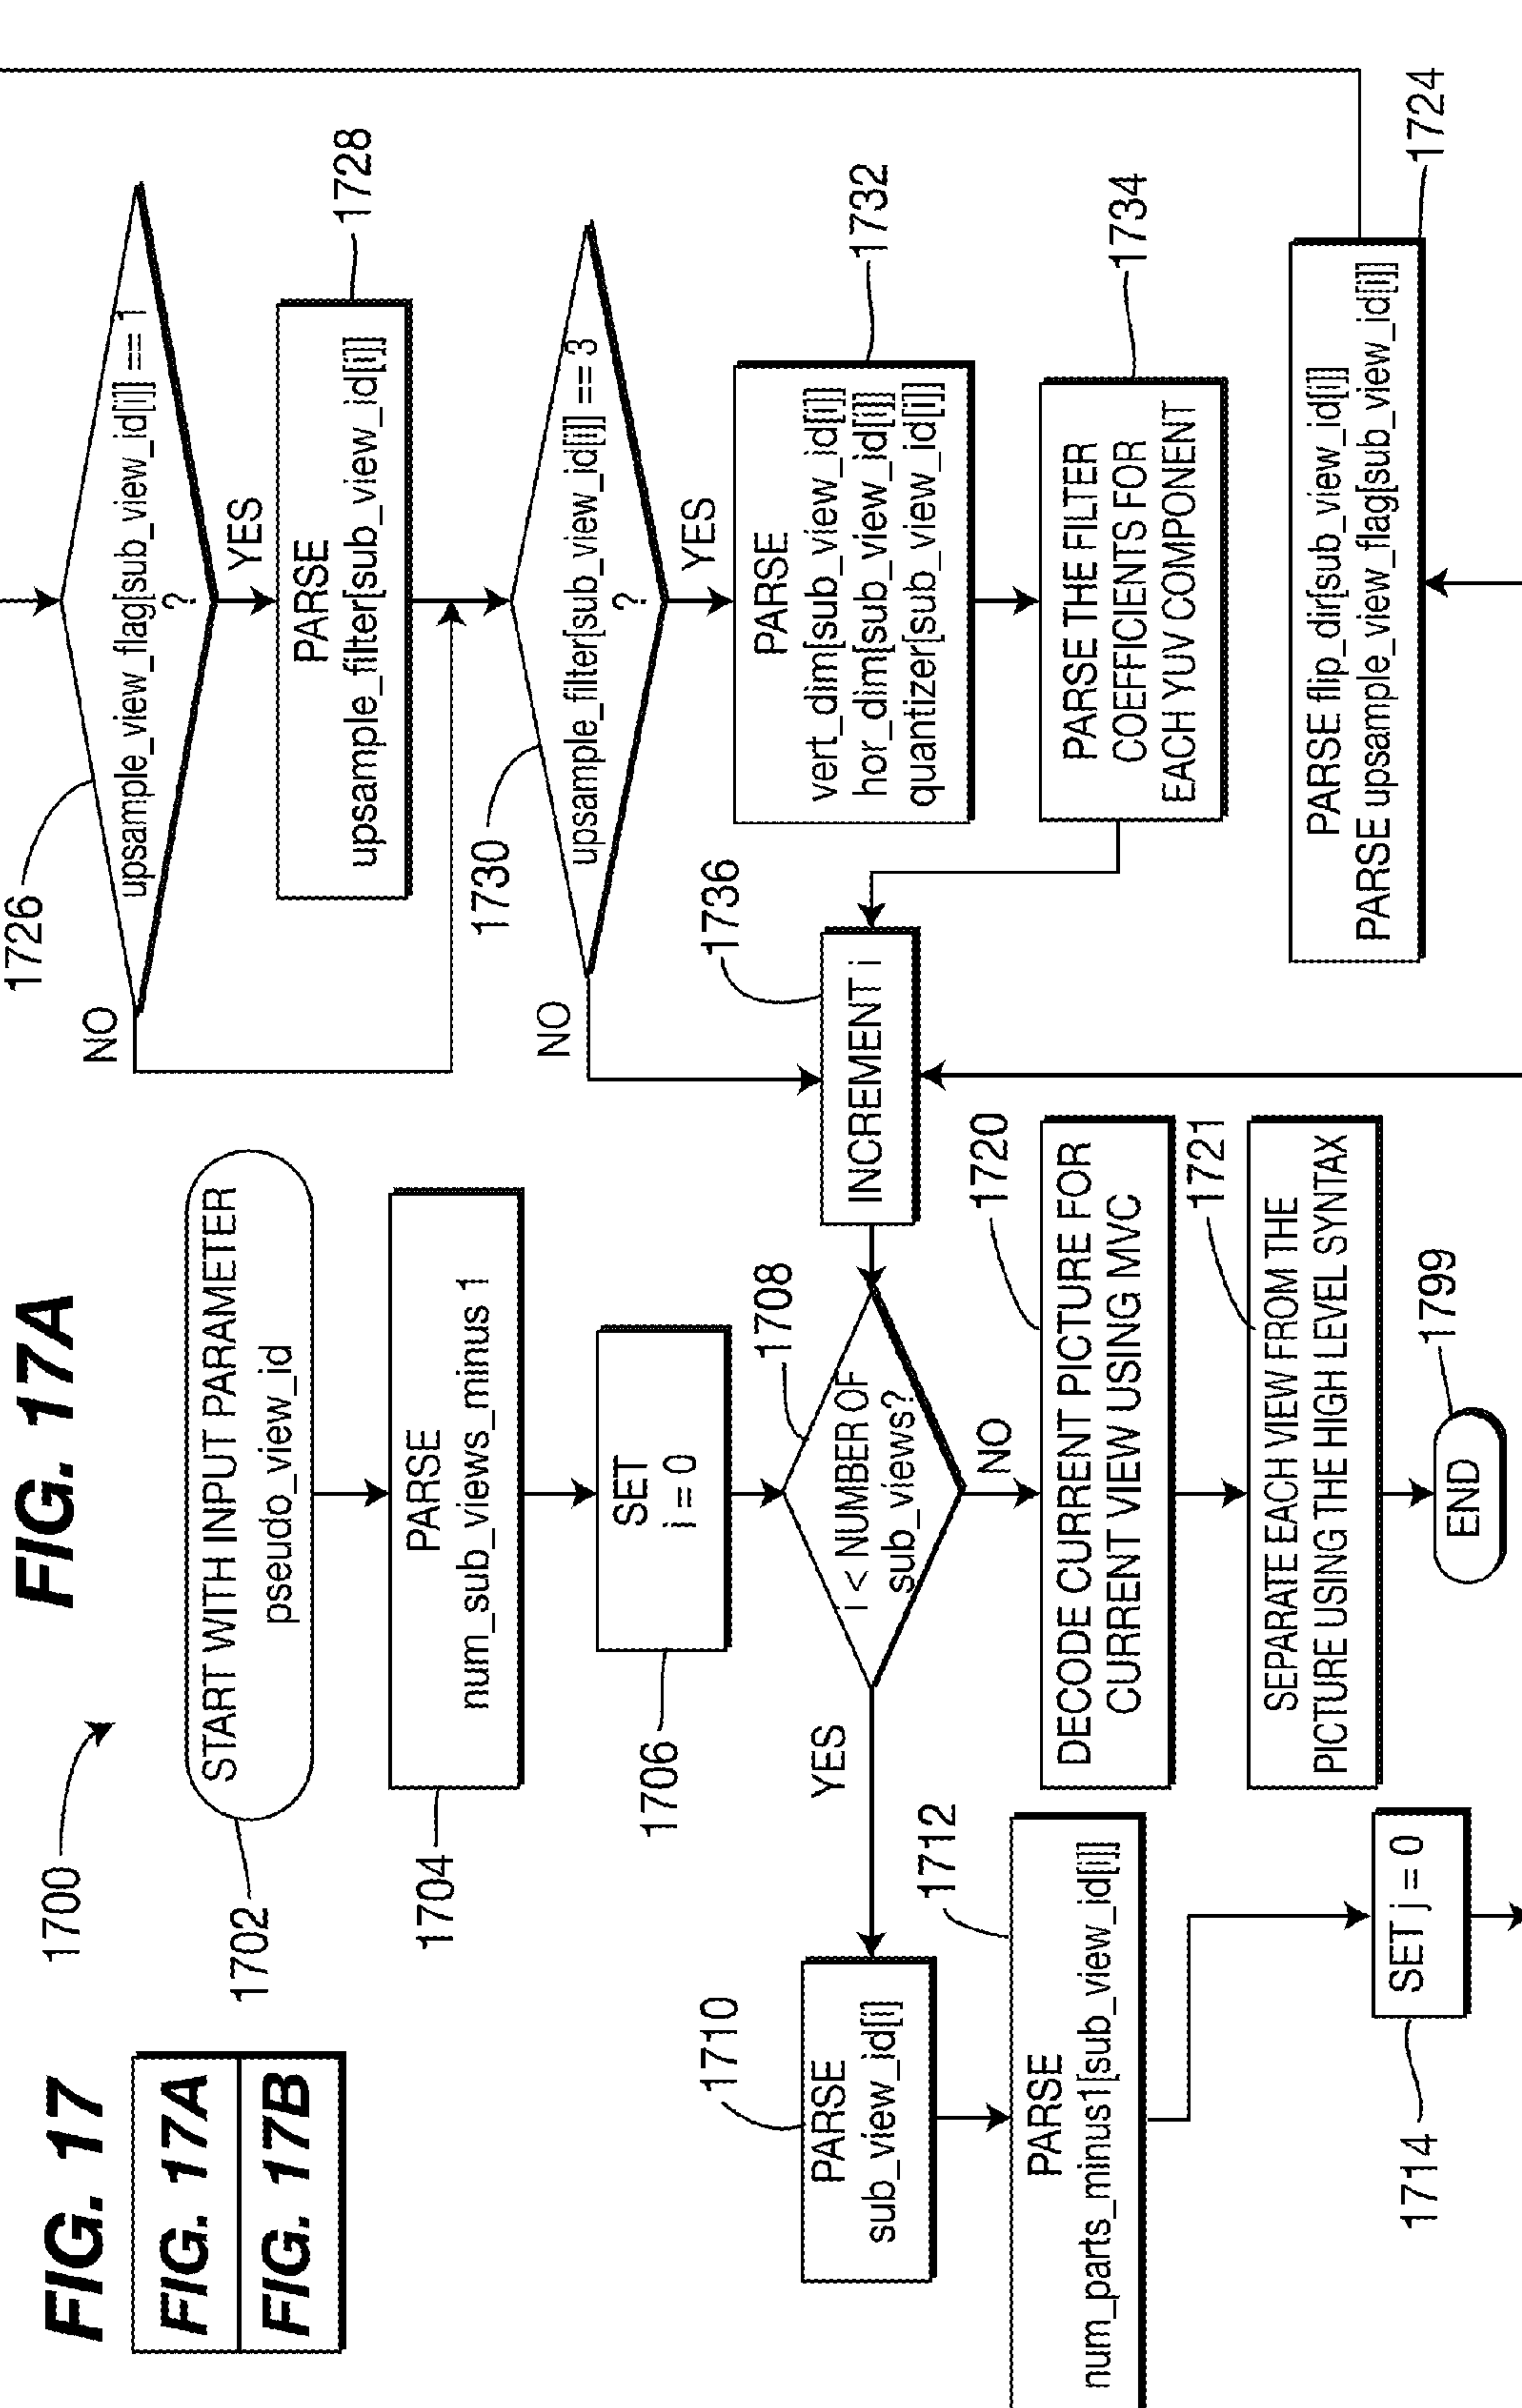 FIG. 17
FIG. 17A
FIG. 17B
FIG. 17A
1700
1702
START WITH INPUT PARAMETER
pseudo_view_id
1704
PARSE
num_sub_views_minus 1
1706
SET
i = 0
1708
i < NUMBER OF
sub_views?
YES
NO
1710
PARSE
sub_view_id[i]
1712
PARSE
num_parts_minus1[sub_view_id[i]]
1714
SET j = 0
1720
DECODE CURRENT PICTURE FOR
CURRENT VIEW USING MVC
1721
SEPARATE EACH VIEW FROM THE
PICTURE USING THE HIGH LEVEL SYNTAX
1799
END
1726
upsample_view_flag[sub_view_id[i]] == 1
?
NO
YES
1728
PARSE
upsample_filter[sub_view_id[i]]
1730
upsample_filter[sub_view_id[i]] == 3
?
NO
YES
1732
PARSE
vert_dim[sub_view_id[i]]
hor_dim[sub_view_id[i]]
quantizer[sub_view_id[i]]
1734
PARSE THE FILTER
COEFFICIENTS FOR
EACH YUV COMPONENT
1736
INCREMENT i
1724
PARSE flip_dir[sub_view_id[i]]
PARSE upsample_view_flag[sub_view_id[i]]